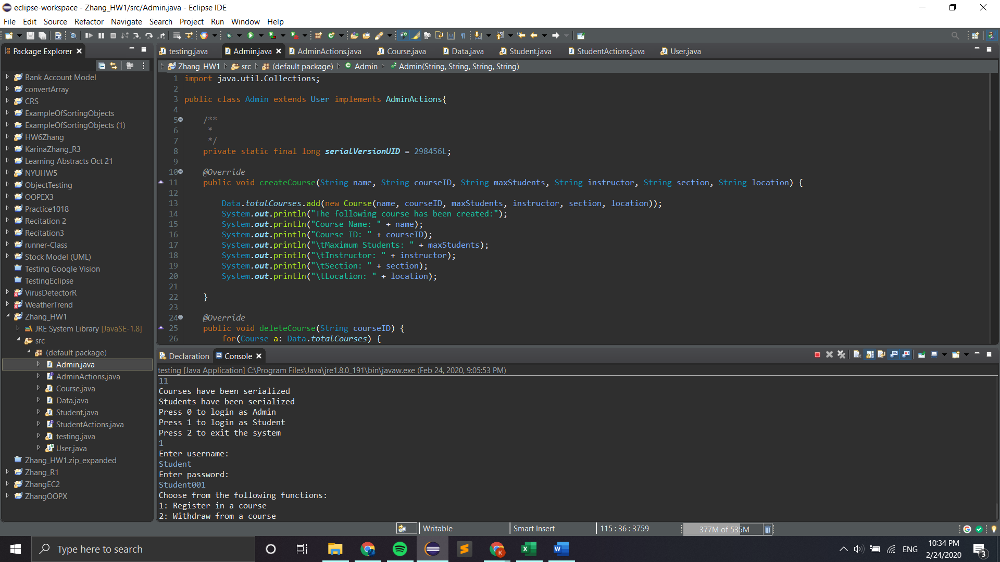 eclipse-workspace - Zhang_HW1/src/Admin.java - Eclipse IDE
File Edit Source Refactor Navigate Search Project Run Window Help
Package Explorer
testing.java Admin.java AdminActions.java Course.java Data.java Student.java StudentActions.java User.java
Zhang_HW1 src (default package) Admin Admin(String, String, String, String)
Bank Account Model
convertArray
CRS
ExampleOfSortingObjects
ExampleOfSortingObjects (1)
HW6Zhang
KarinaZhang_R3
Learning Abstracts Oct 21
NYUHW5
ObjectTesting
OOPEX3
Practice1018
Recitation 2
Recitation3
runner-Class
Stock Model (UML)
Testing Google Vision
TestingEclipse
VirusDetectorR
WeatherTrend
Zhang_HW1
JRE System Library [JavaSE-1.8]
src
(default package)
Admin.java
AdminActions.java
Course.java
Data.java
Student.java
StudentActions.java
testing.java
User.java
Zhang_HW1.zip_expanded
Zhang_R1
ZhangEC2
ZhangOOPX
1 import java.util.Collections;
2
3 public class Admin extends User implements AdminActions{
4
5 /**
6 *
7 */
8 private static final long serialVersionUID = 298456L;
9
10 @Override
11 public void createCourse(String name, String courseID, String maxStudents, String instructor, String section, String location) {
12
13 Data.totalCourses.add(new Course(name, courseID, maxStudents, instructor, section, location));
14 System.out.println("The following course has been created:");
15 System.out.println("Course Name: " + name);
16 System.out.println("Course ID: " + courseID);
17 System.out.println("\tMaximum Students: " + maxStudents);
18 System.out.println("\tInstructor: " + instructor);
19 System.out.println("\tSection: " + section);
20 System.out.println("\tLocation: " + location);
21
22 }
23
24 @Override
25 public void deleteCourse(String courseID) {
26 for(Course a: Data.totalCourses) {
Declaration Console
testing [Java Application] C:\Program Files\Java\jre1.8.0_191\bin\javaw.exe (Feb 24, 2020, 9:05:53 PM)
11
Courses have been serialized
Students have been serialized
Press 0 to login as Admin
Press 1 to login as Student
Press 2 to exit the system
1
Enter username:
Student
Enter password:
Student001
Choose from the following functions:
1: Register in a course
2: Withdraw from a course
Writable Smart Insert 115 : 36 : 3759 377M of 535M
Type here to search
ENG
10:34 PM
2/24/2020
3